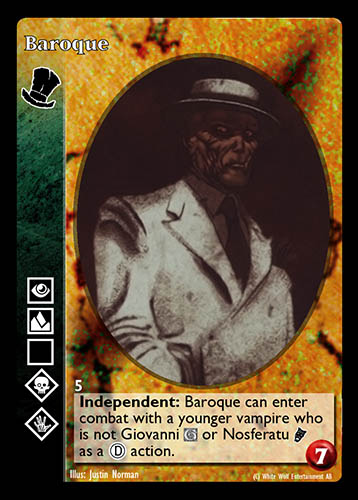 Baroque
5
Independent: Baroque can enter
combat with a younger vampire who
is not Giovanni or Nosferatu
as a D action.
7
Illus: Justin Norman
(C) White Wolf Entertainment AB